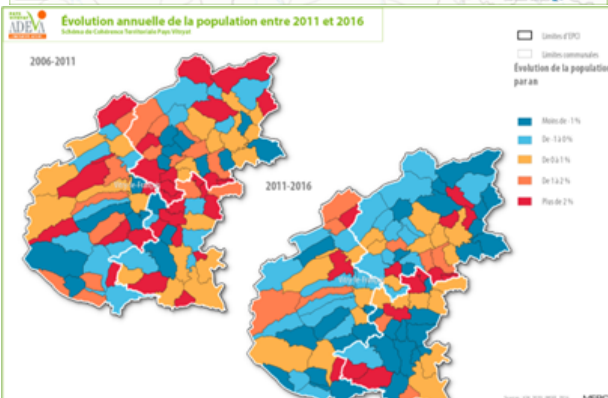 PAYS
VITRYAT
ADEVA
Évolution annuelle de la population entre 2011 et 2016
Schéma de Cohérence Territoriale Pays Vitryat
2006-2011
Limites d'EPCI
Limites communales
Évolution de la population
par an
Moins de - 1 %
De - 1 à 0 %
De 0 à 1 %
De 1 à 2 %
Plus de 2 %
2011-2016